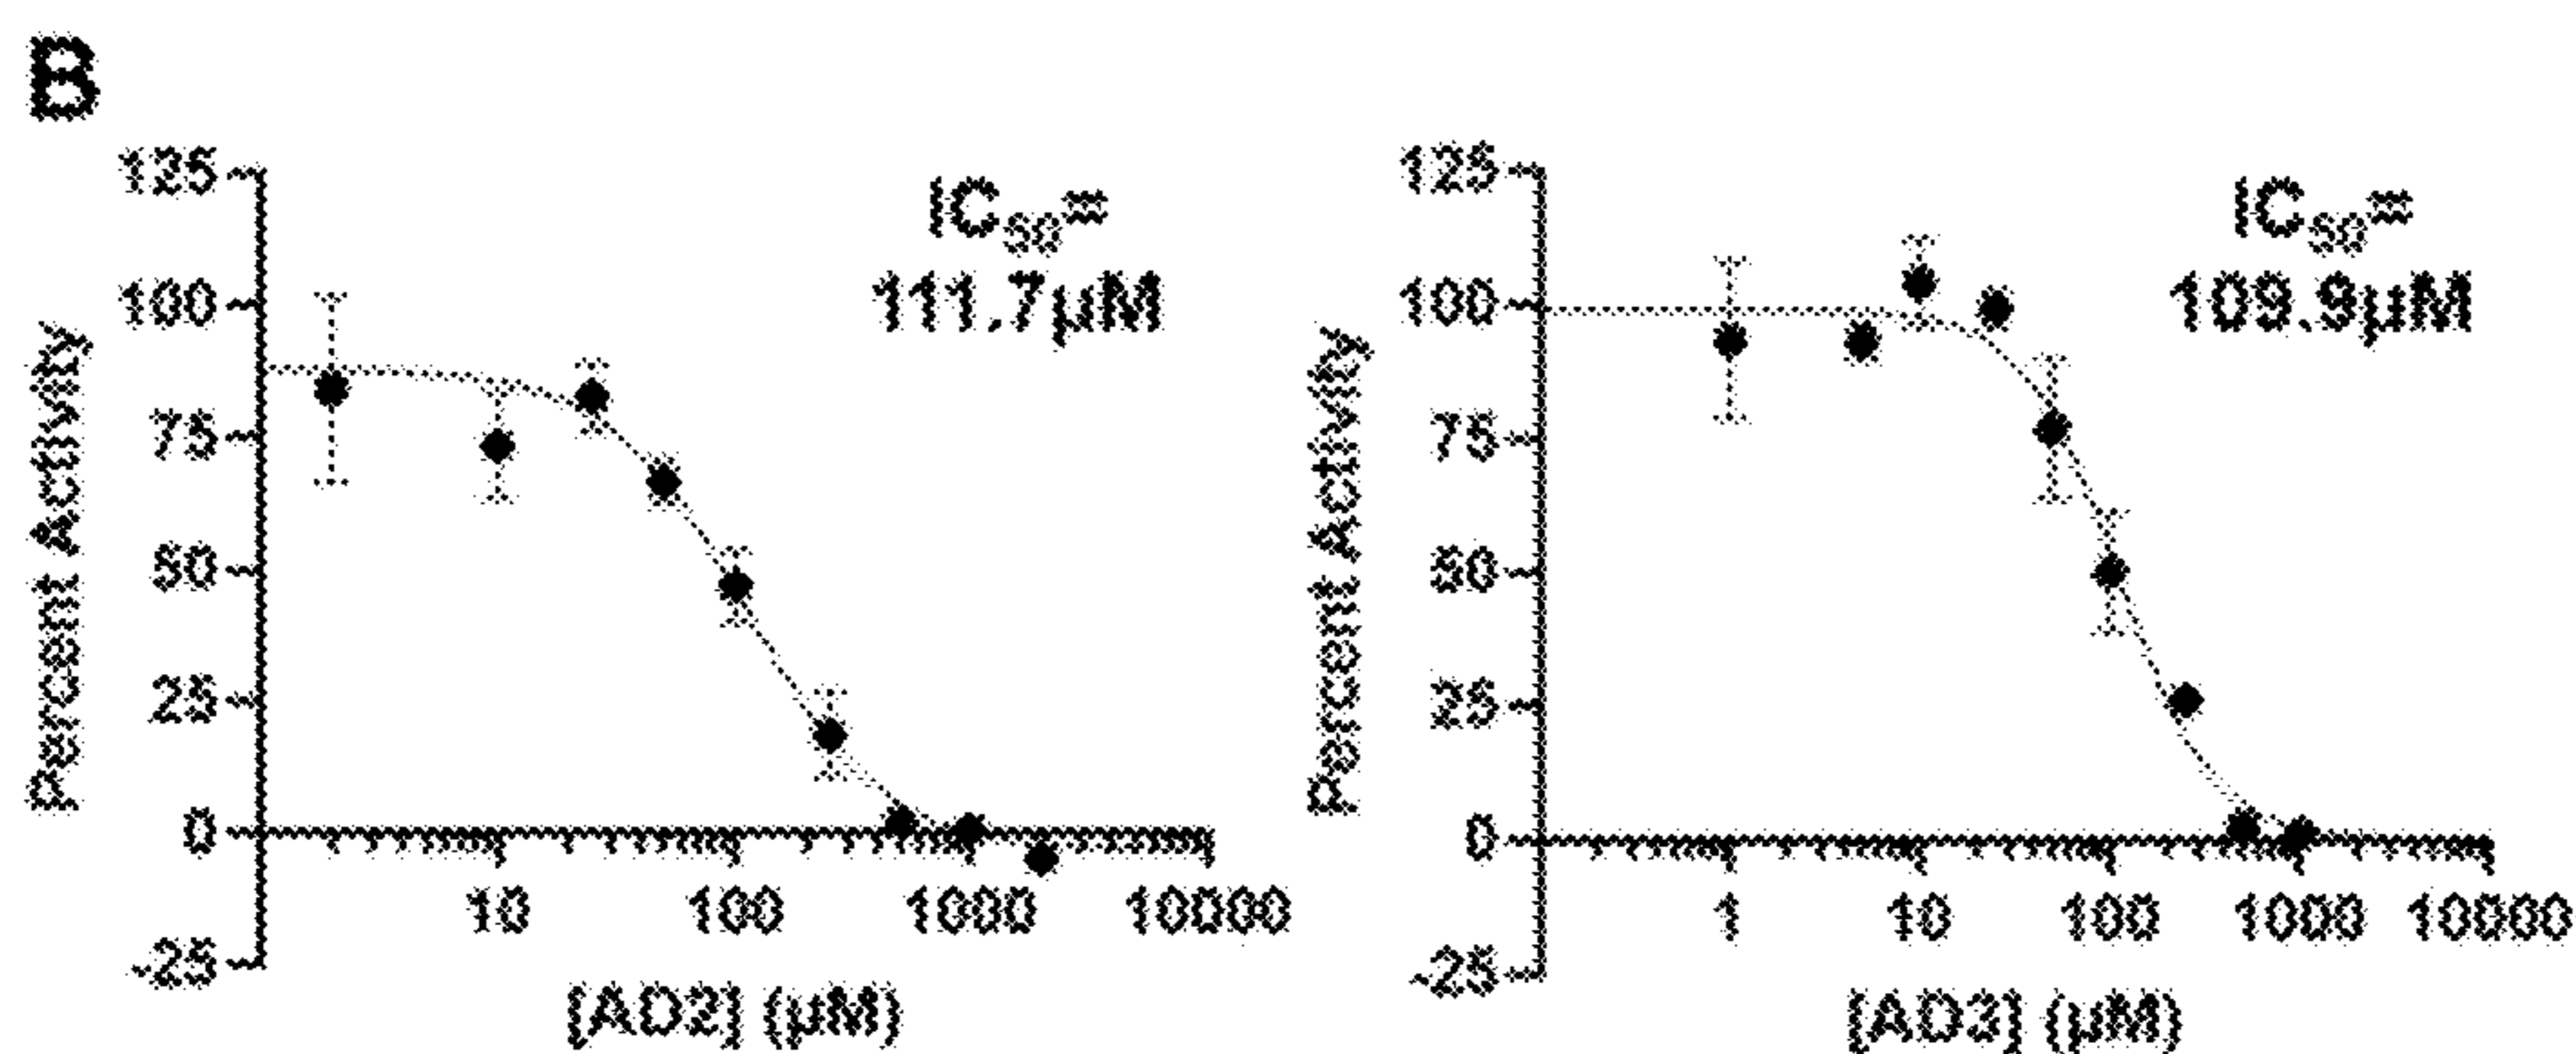 B
125
100
75
50
25
0
-25
Percent Activity
IC50=
111.7µM
10 100 1000 10000
[AD2] (µM)
125
100
75
50
25
0
-25
Percent Activity
IC50=
109.9µM
1 10 100 1000 10000
[AD3] (µM)